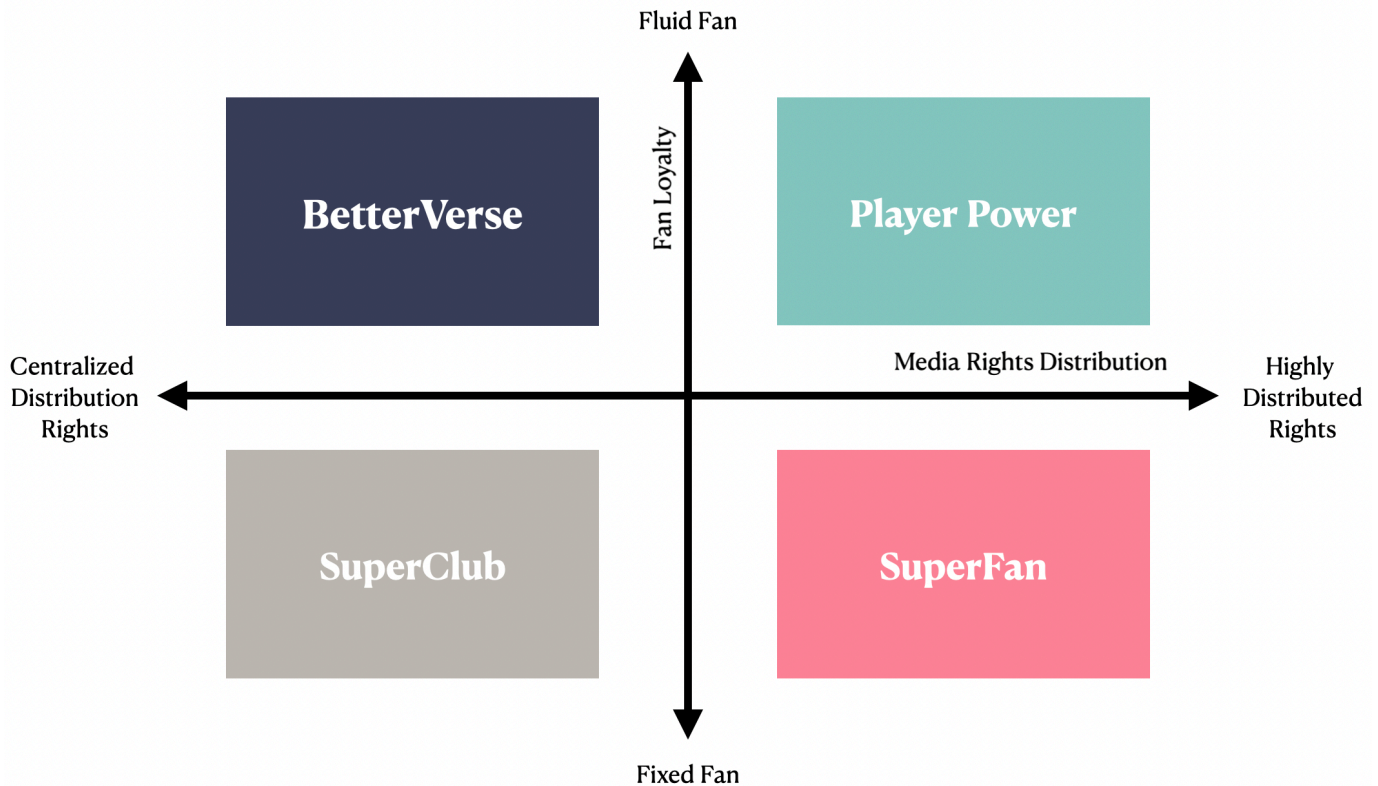 Fluid Fan
Fan Loyalty
BetterVerse
Player Power
Centralized
Distribution
Rights
Media Rights Distribution
Highly
Distributed
Rights
SuperClub
SuperFan
Fixed Fan